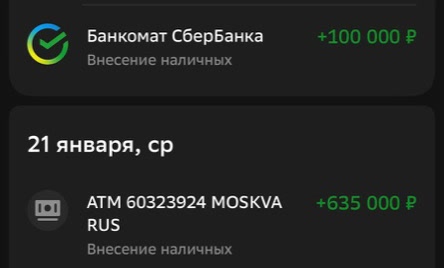 Банкомат СберБанка
+100 000 ₽
Внесение наличных
21 января, ср
ATM 60323924 MOSKVA
RUS
+635 000 ₽
Внесение наличных